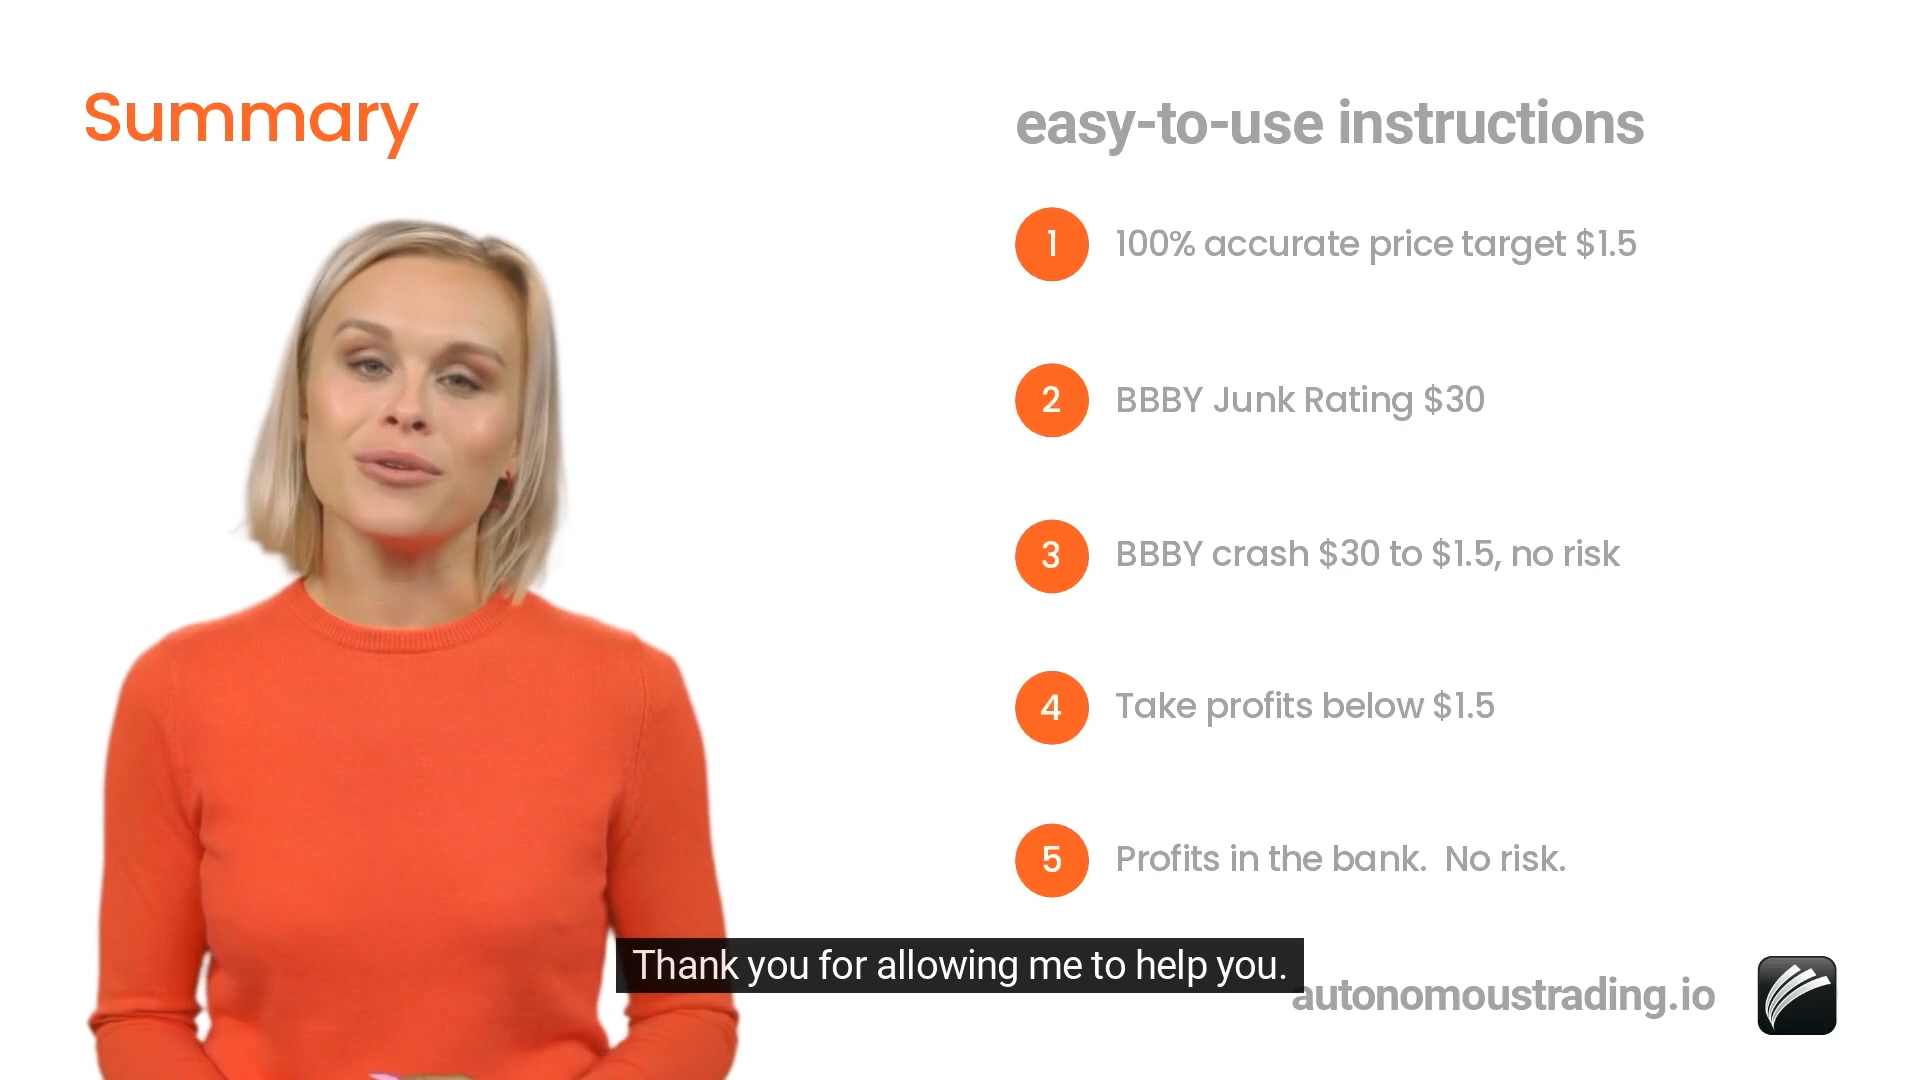 Summary
easy-to-use instructions
1 100% accurate price target $1.5
2 BBBY Junk Rating $30
3 BBBY crash $30 to $1.5, no risk
4 Take profits below $1.5
5 Profits in the bank.  No risk.
Thank you for allowing me to help you.
autonomoustrading.io